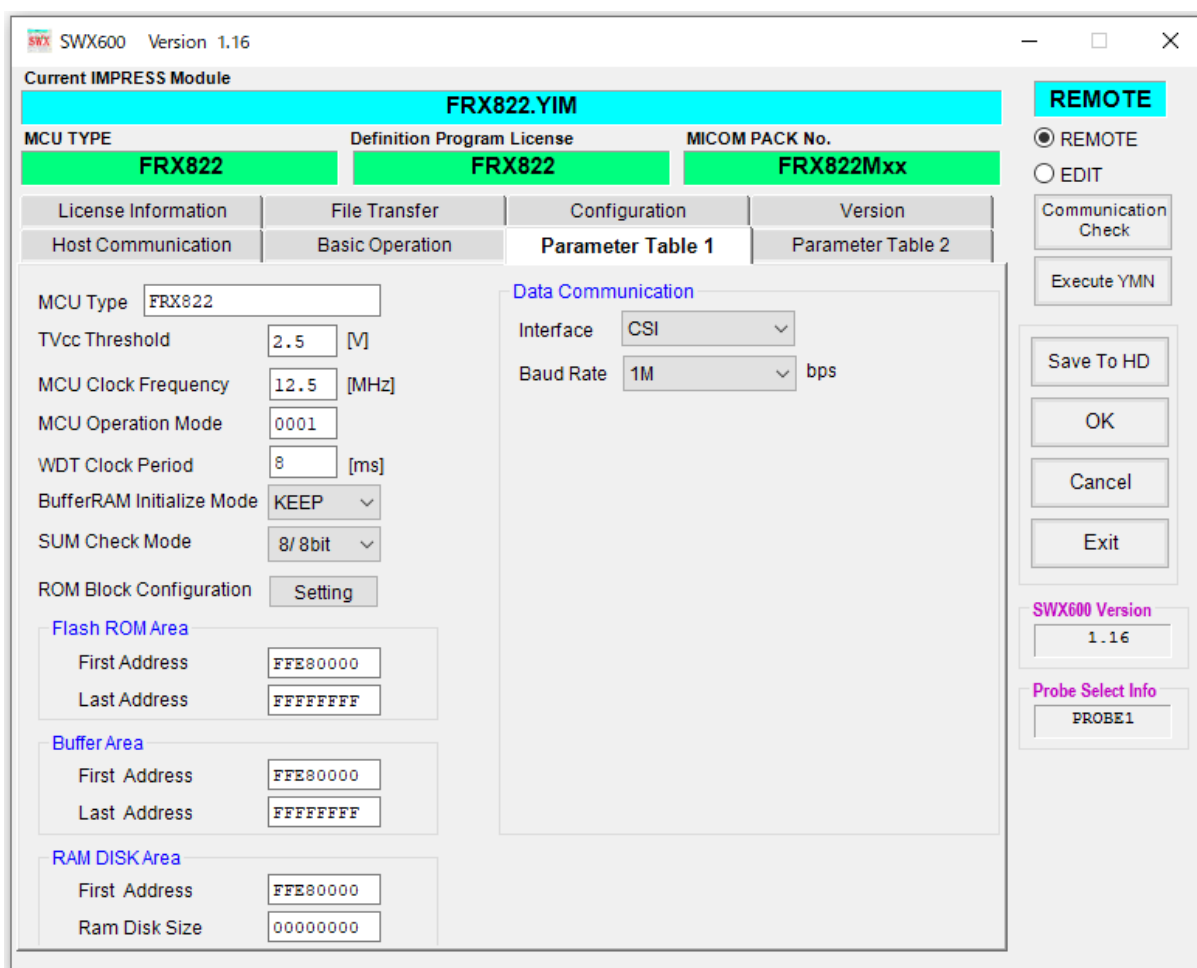 SWX SWX600 Version 1.16
Current IMPRESS Module
FRX822.YIM
MCU TYPE Definition Program License MICOM PACK No.
FRX822 FRX822 FRX822Mxx
License Information File Transfer Configuration Version
Host Communication Basic Operation Parameter Table 1 Parameter Table 2
MCU Type FRX822
TVcc Threshold 2.5 [V]
MCU Clock Frequency 12.5 [MHz]
MCU Operation Mode 0001
WDT Clock Period 8 [ms]
BufferRAM Initialize Mode KEEP
SUM Check Mode 8/ 8bit
ROM Block Configuration Setting
Flash ROM Area
First Address FFE80000
Last Address FFFFFFFF
Buffer Area
First Address FFE80000
Last Address FFFFFFFF
RAM DISK Area
First Address FFE80000
Ram Disk Size 00000000
Data Communication
Interface CSI
Baud Rate 1M bps
REMOTE
REMOTE
EDIT
Communication
Check
Execute YMN
Save To HD
OK
Cancel
Exit
SWX600 Version
1.16
Probe Select Info
PROBE1